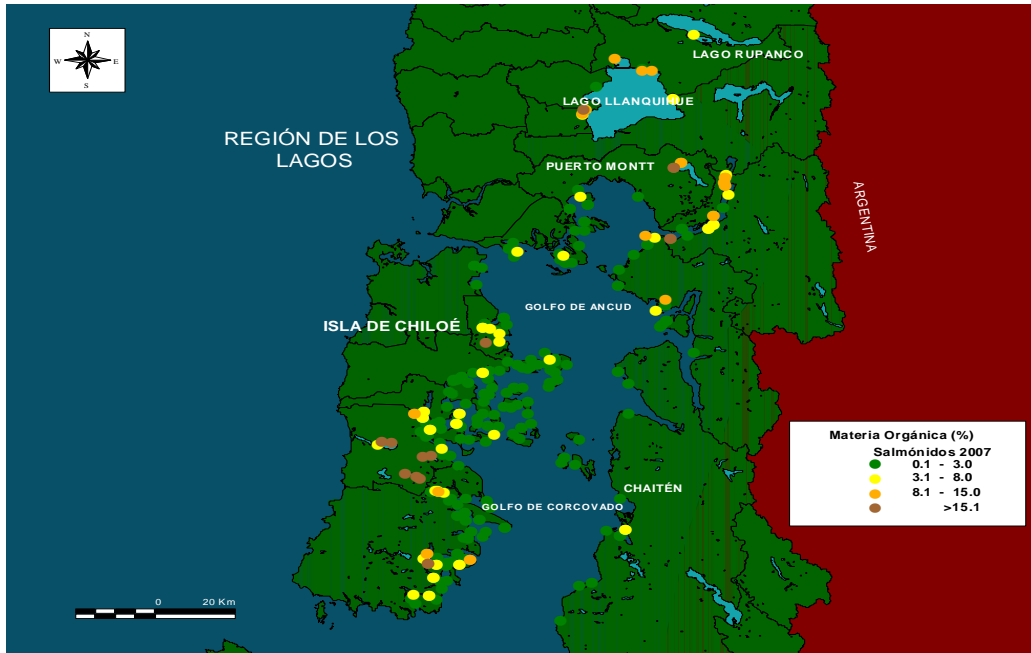 N
W E
S
LAGO RUPANCO
LAGO LLANQUIHUE
REGIÓN DE LOS
LAGOS
PUERTO MONTT
ARGENTINA
GOLFO DE ANCUD
ISLA DE CHILOÉ
Materia Orgánica (%)
Salmónidos 2007
0.1 - 3.0
3.1 - 8.0
8.1 - 15.0
>15.1
CHAITÉN
GOLFO DE CORCOVADO
0 20 Km